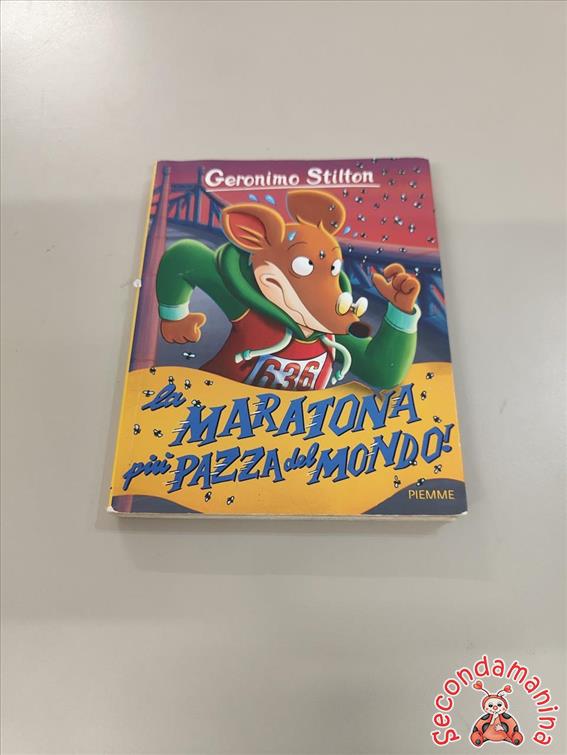 Geronimo Stilton
636
la MARATONA
più PAZZA del MONDO!
PIEMME
Secondamanina